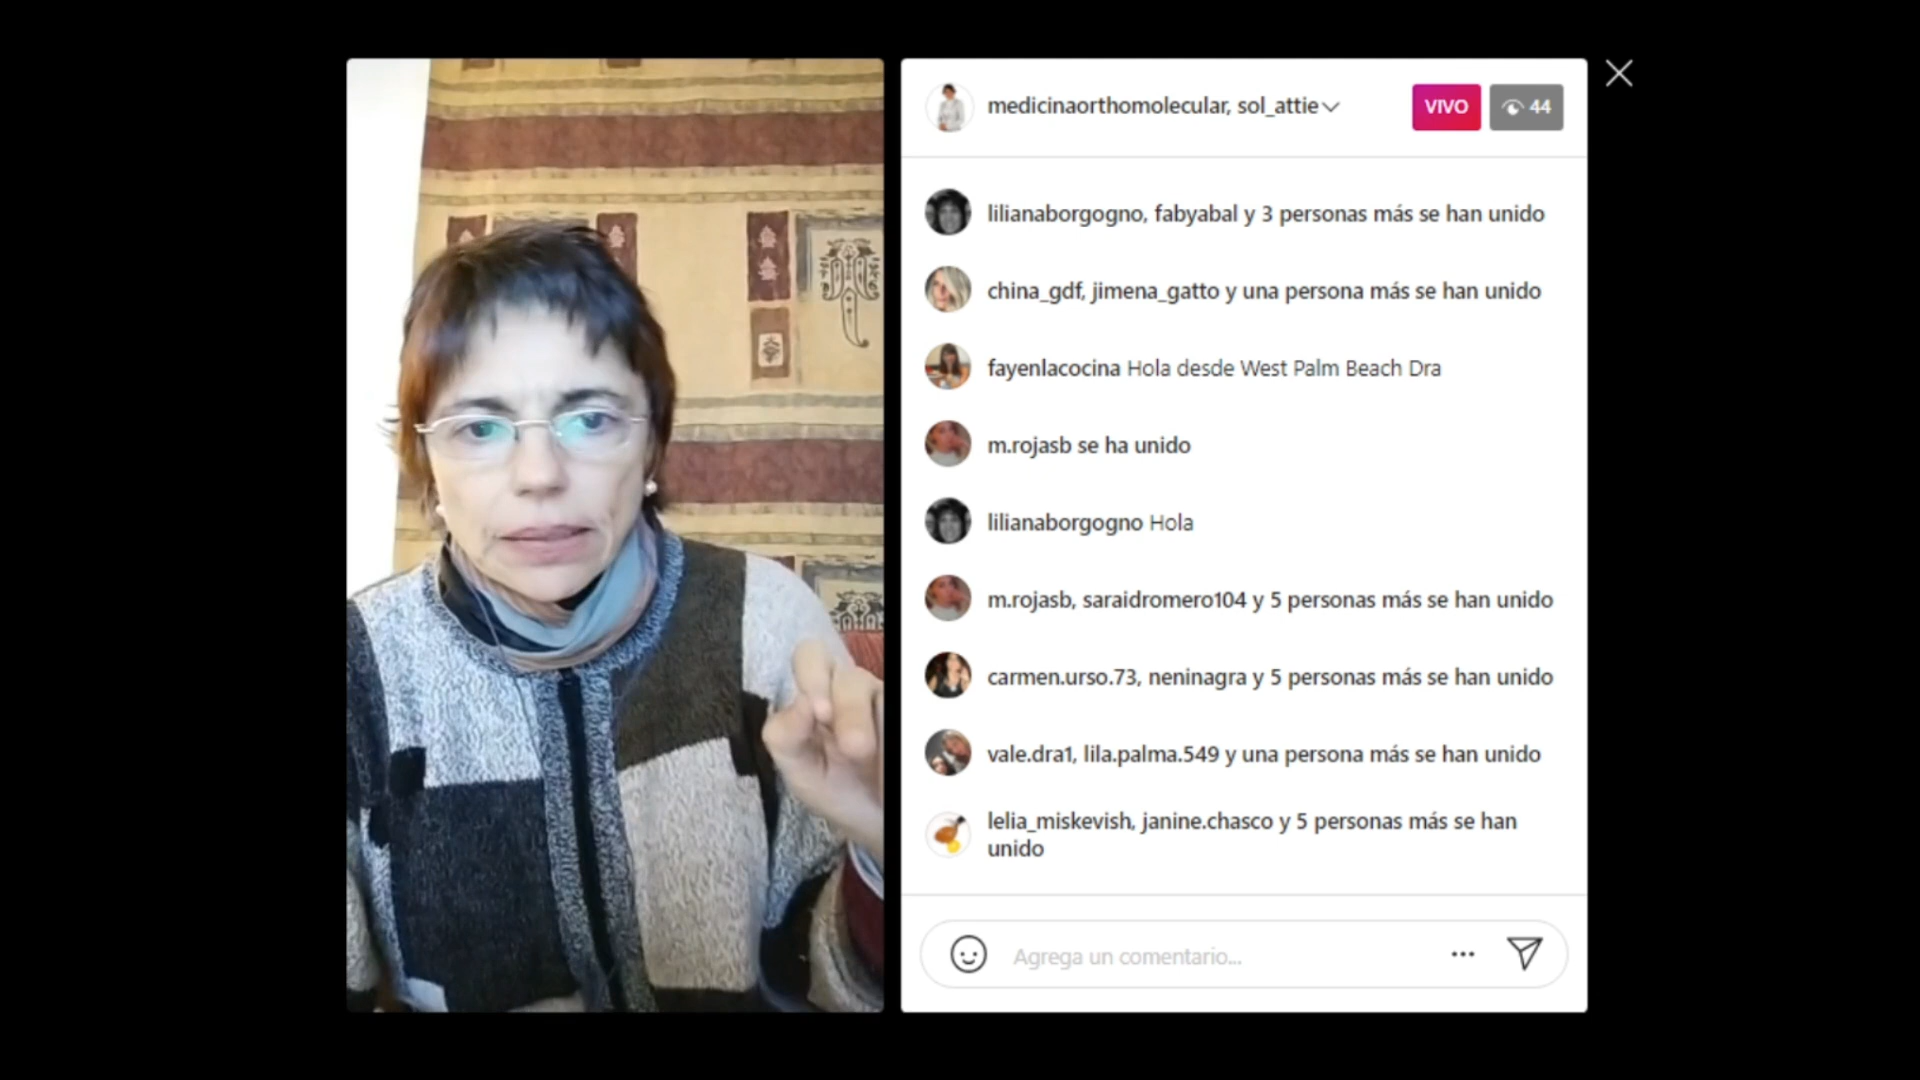 medicinaorthomolecular, sol_attie
VIVO
44
lilianaborgogno, fabyabal y 3 personas más se han unido
china_gdf, jimena_gatto y una persona más se han unido
fayenlacocina Hola desde West Palm Beach Dra
m.rojasb se ha unido
lilianaborgogno Hola
m.rojasb, saraidromero104 y 5 personas más se han unido
carmen.urso.73, neninagra y 5 personas más se han unido
vale.dra1, lila.palma.549 y una persona más se han unido
lelia_miskevish, janine.chasco y 5 personas más se han
unido
Agrega un comentario...